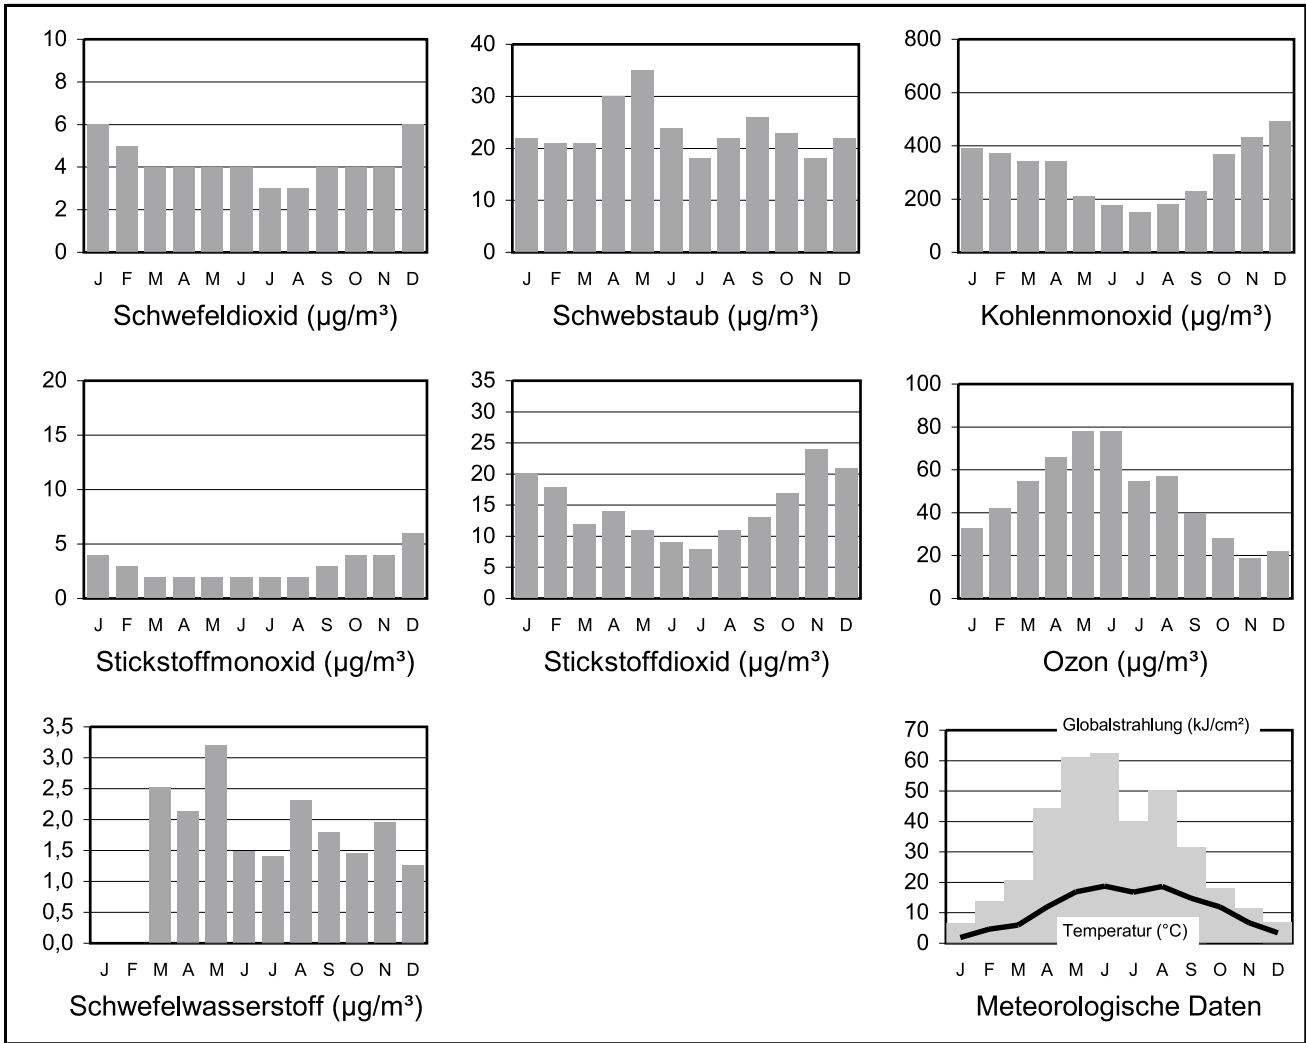 10
8
6
4
2
0
J F M A M J J A S O N D
Schwefeldioxid (µg/m³)
40
30
20
10
0
J F M A M J J A S O N D
Schwebstaub (µg/m³)
800
600
400
200
0
J F M A M J J A S O N D
Kohlenmonoxid (µg/m³)
20
15
10
5
0
J F M A M J J A S O N D
Stickstoffmonoxid (µg/m³)
35
30
25
20
15
10
5
0
J F M A M J J A S O N D
Stickstoffdioxid (µg/m³)
100
80
60
40
20
0
J F M A M J J A S O N D
Ozon (µg/m³)
3,5
3,0
2,5
2,0
1,5
1,0
0,5
0,0
J F M A M J J A S O N D
Schwefelwasserstoff (µg/m³)
70
60
50
40
30
20
10
0
Globalstrahlung (kJ/cm²)
Temperatur (°C)
J F M A M J J A S O N D
Meteorologische Daten